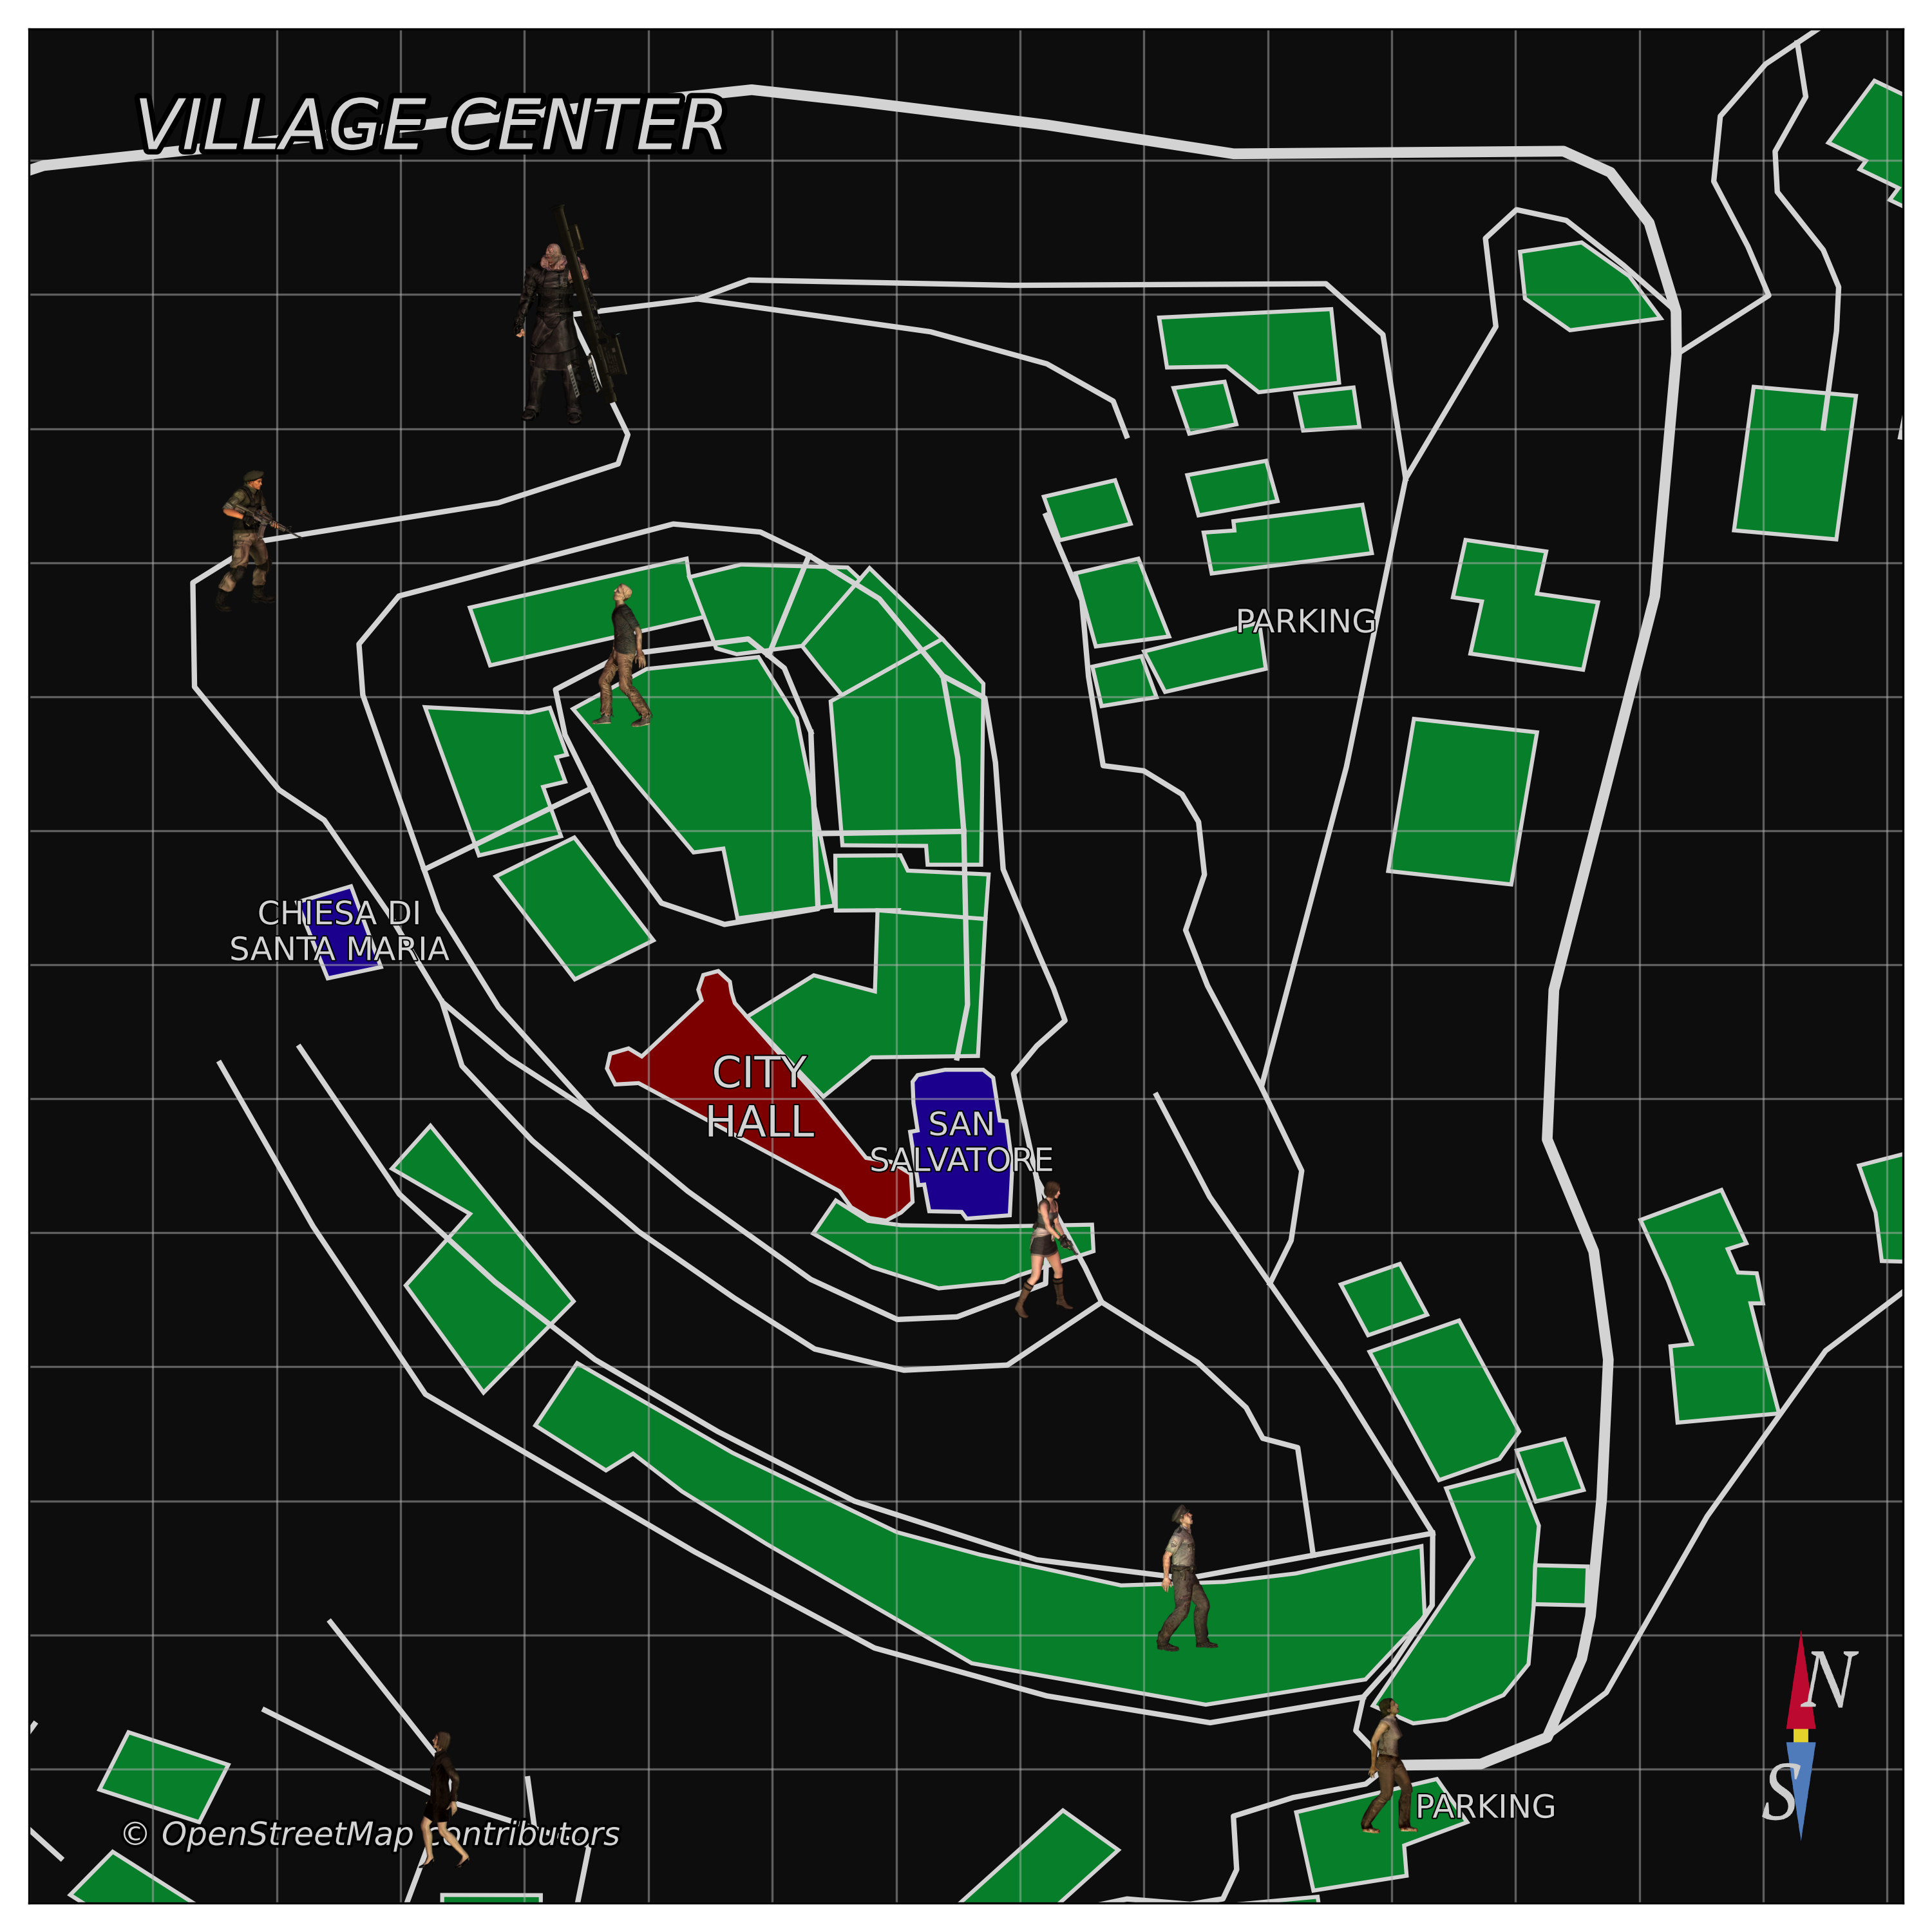 VILLAGE CENTER
PARKING
CHIESA DI
SANTA MARIA
CITY
HALL
SAN
SALVATORE
N
S
PARKING
© OpenStreetMap contributors